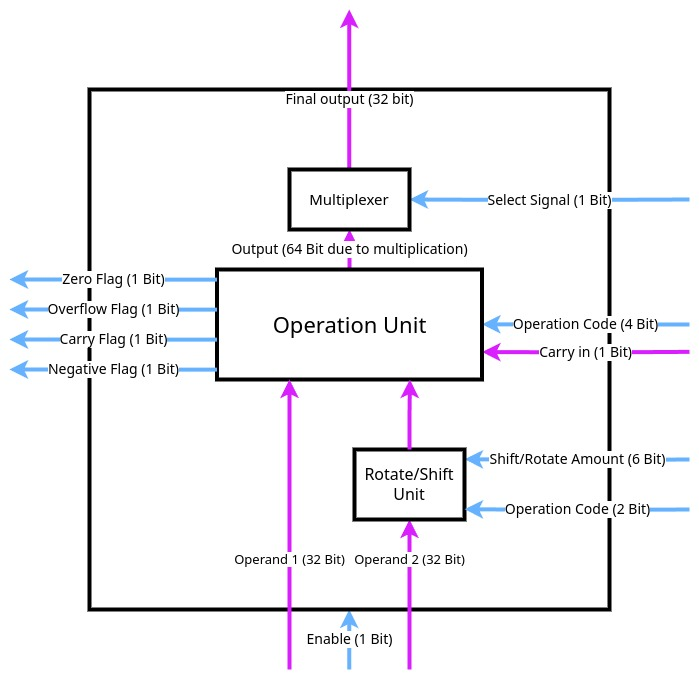 Final output (32 bit)
Multiplexer
Select Signal (1 Bit)
Output (64 Bit due to multiplication)
Zero Flag (1 Bit)
Overflow Flag (1 Bit)
Carry Flag (1 Bit)
Negative Flag (1 Bit)
Operation Unit
Operation Code (4 Bit)
Carry in (1 Bit)
Rotate/Shift
Unit
Shift/Rotate Amount (6 Bit)
Operation Code (2 Bit)
Operand 1 (32 Bit)
Operand 2 (32 Bit)
Enable (1 Bit)